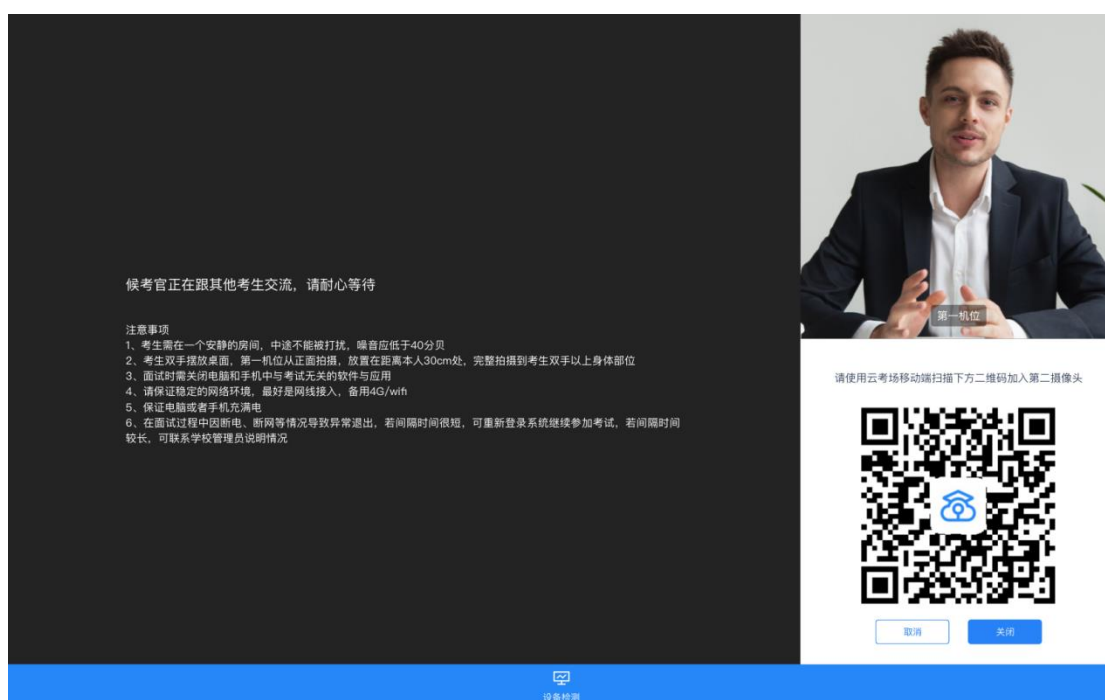 候考官正在跟其他考生交流，请耐心等待
注意事项
1、考生需在一个安静的房间，中途不能被打扰，噪音应低于40分贝
2、考生双手摆放桌面，第一机位从正面拍摄，放置在距离本人30cm处，完整拍摄到考生双手以上身体部位
3、面试时需关闭电脑和手机中与考试无关的软件与应用
4、请保证稳定的网络环境，最好是网线接入，备用4G/wifi
5、保证电脑或者手机充满电
6、在面试过程中因断电、断网等情况导致异常退出，若间隔时间很短，可重新登录系统继续参加考试，若间隔时间
较长，可联系学校管理员说明情况
第一机位
请使用云考场移动端扫描下方二维码加入第二摄像头
取消
关闭
设备检测